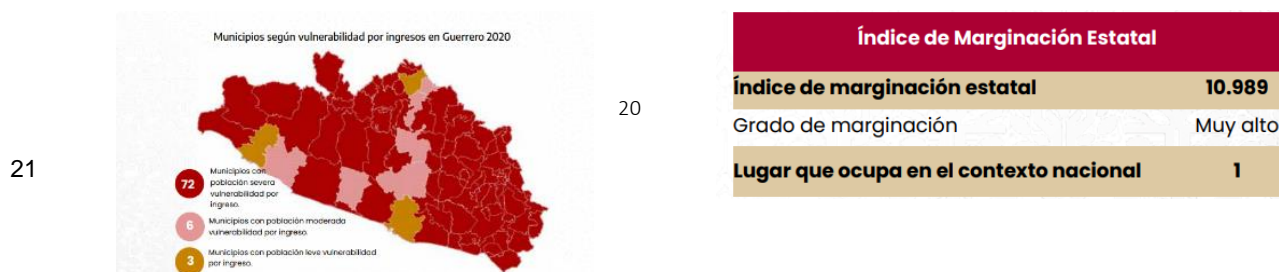 Municipios según vulnerabilidad por ingresos en Guerrero 2020
21
72
Municipios con
población severa
vulnerabilidad por
ingreso.
6
Municipios con población moderada
vulnerabilidad por ingreso.
3
Municipios con población leve vulnerabilidad
por ingreso.
20
Índice de Marginación Estatal
Índice de marginación estatal 10.989
Grado de marginación Muy alto
Lugar que ocupa en el contexto nacional 1